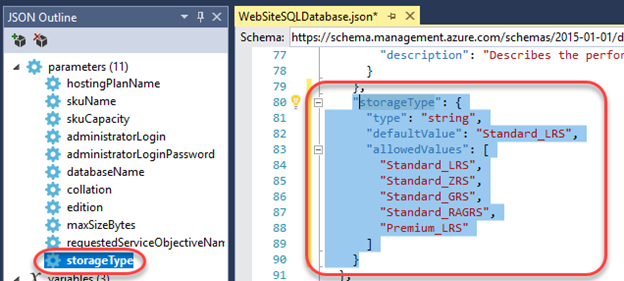 JSON Outline
parameters (11)
hostingPlanName
skuName
skuCapacity
administratorLogin
administratorLoginPassword
databaseName
collation
edition
maxSizeBytes
requestedServiceObjectiveNam
storageType
variables (3)
WebSiteSQLDatabase.json*
Schema: https://schema.management.azure.com/schemas/2015-01-01/d
77 "description": "Describes the perfor
78 }
79 },
80 "storageType": {
81 "type": "string",
82 "defaultValue": "Standard_LRS",
83 "allowedValues": [
84 "Standard_LRS",
85 "Standard_ZRS",
86 "Standard_GRS",
87 "Standard_RAGRS",
88 "Premium_LRS"
89 ]
90 }
91 },